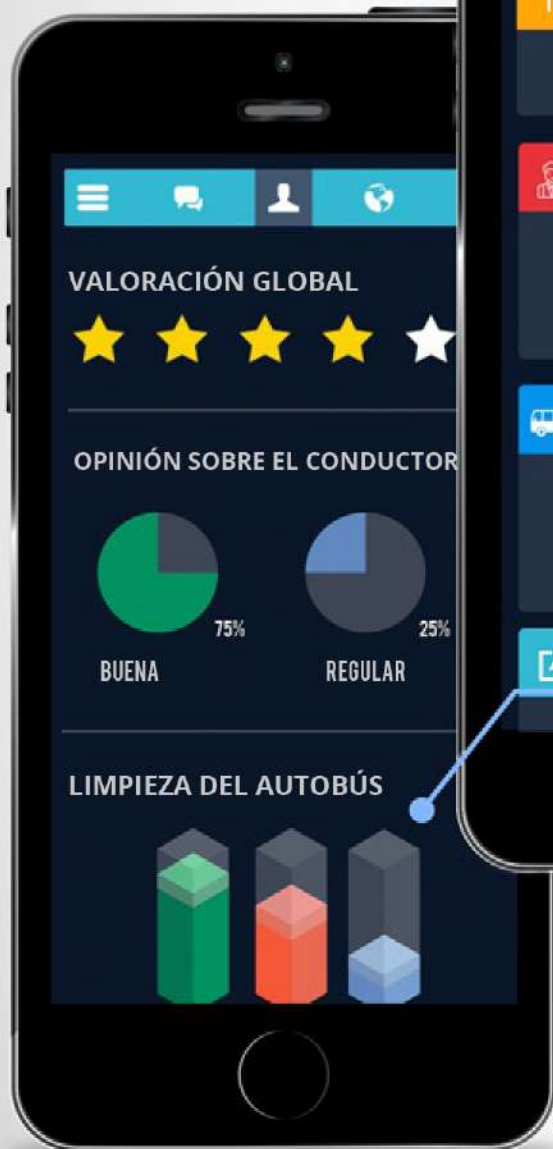 VALORACIÓN GLOBAL
OPINIÓN SOBRE EL CONDUCTOR
75%
25%
BUENA
REGULAR
LIMPIEZA DEL AUTOBÚS